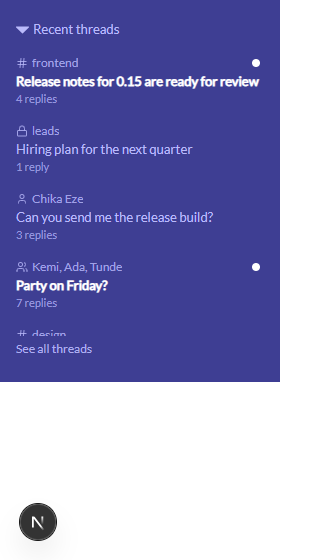 Recent threads
# frontend
Release notes for 0.15 are ready for review
4 replies
leads
Hiring plan for the next quarter
1 reply
Chika Eze
Can you send me the release build?
3 replies
Kemi, Ada, Tunde
Party on Friday?
7 replies
# design
See all threads
N